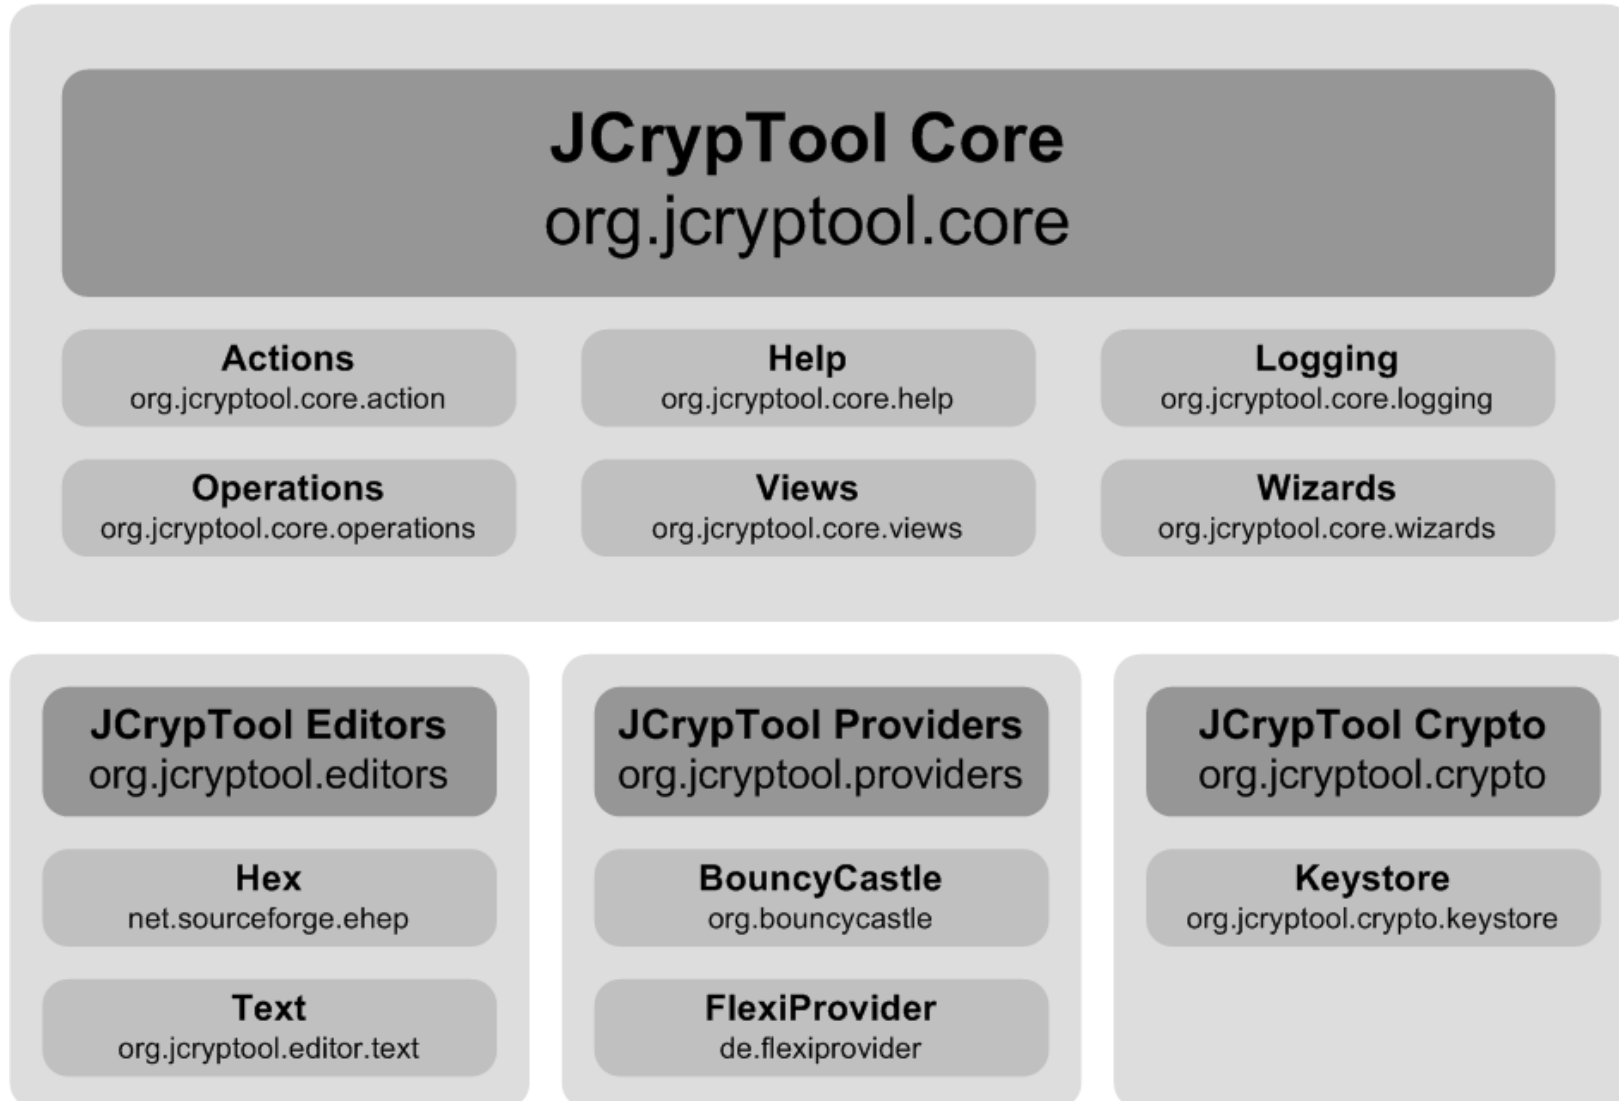 JCrypTool Core
org.jcryptool.core
Actions
org.jcryptool.core.action
Help
org.jcryptool.core.help
Logging
org.jcryptool.core.logging
Operations
org.jcryptool.core.operations
Views
org.jcryptool.core.views
Wizards
org.jcryptool.core.wizards
JCrypTool Editors
org.jcryptool.editors
Hex
net.sourceforge.ehep
Text
org.jcryptool.editor.text
JCrypTool Providers
org.jcryptool.providers
BouncyCastle
org.bouncycastle
FlexiProvider
de.flexiprovider
JCrypTool Crypto
org.jcryptool.crypto
Keystore
org.jcryptool.crypto.keystore